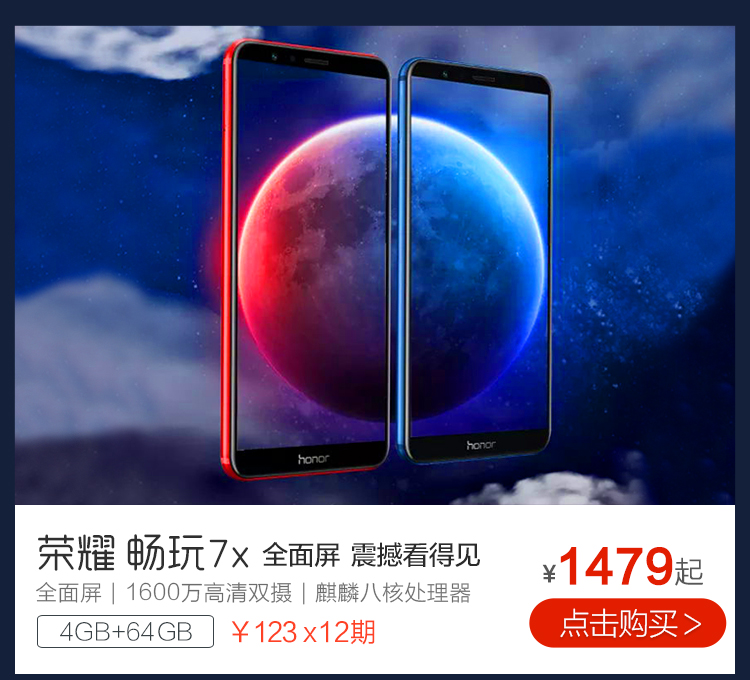 honor
honor
荣耀 畅玩7x 全面屏 震撼看得见
全面屏 | 1600万高清双摄 | 麒麟八核处理器
4GB+64GB ￥123 x12期
¥1479起
点击购买 >